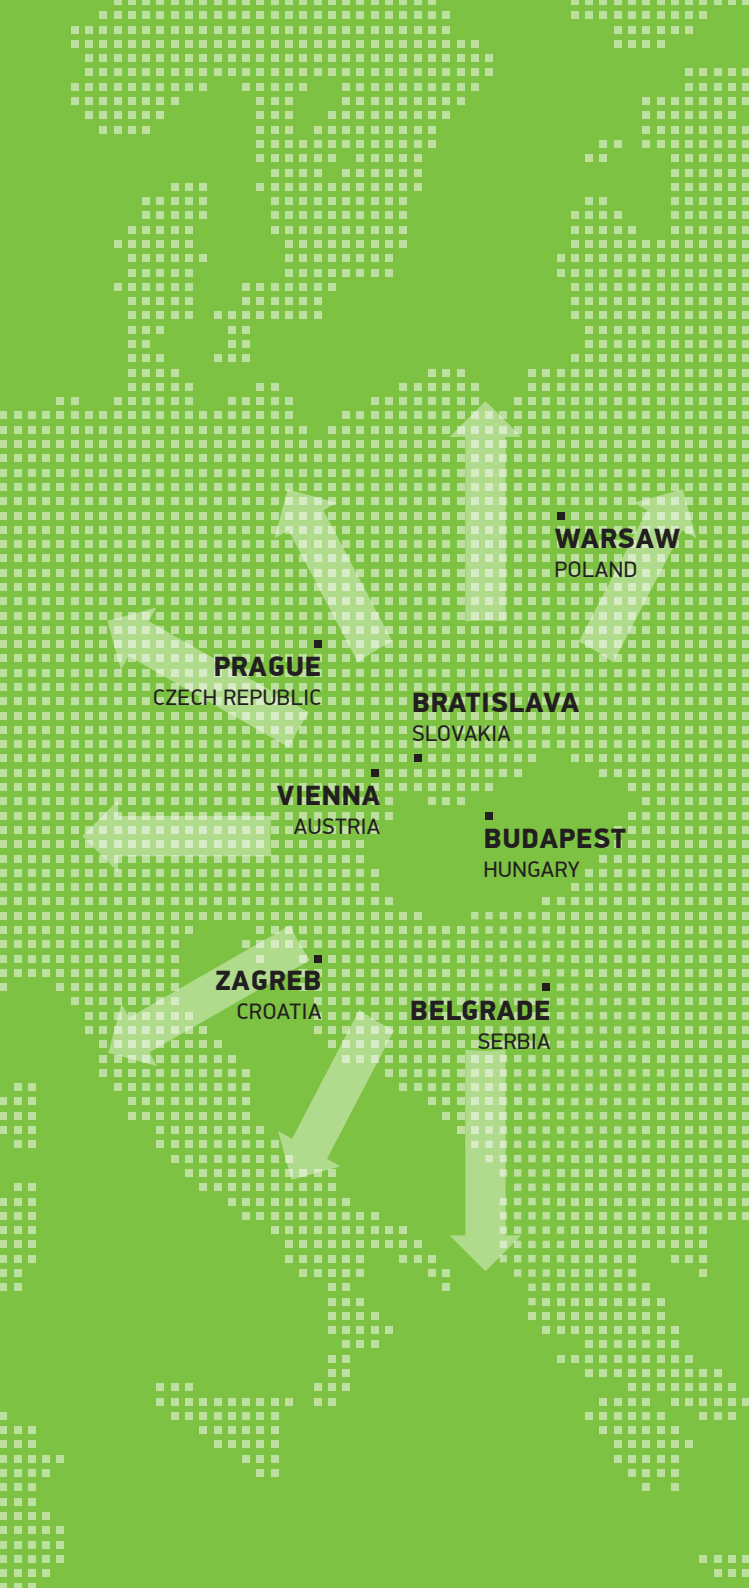 WARSAW
POLAND
PRAGUE
CZECH REPUBLIC
BRATISLAVA
SLOVAKIA
VIENNA
AUSTRIA
BUDAPEST
HUNGARY
ZAGREB
CROATIA
BELGRADE
SERBIA